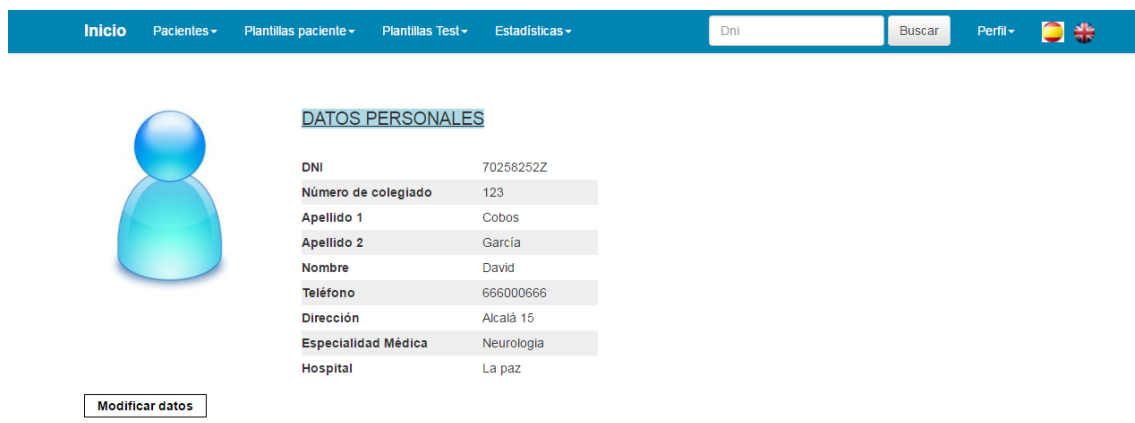 Inicio Pacientes Plantillas paciente Plantillas Test Estadísticas Dni Buscar Perfil
DATOS PERSONALES
DNI 70258252Z
Número de colegiado 123
Apellido 1 Cobos
Apellido 2 García
Nombre David
Teléfono 666000666
Dirección Alcalá 15
Especialidad Médica Neurologia
Hospital La paz
Modificar datos